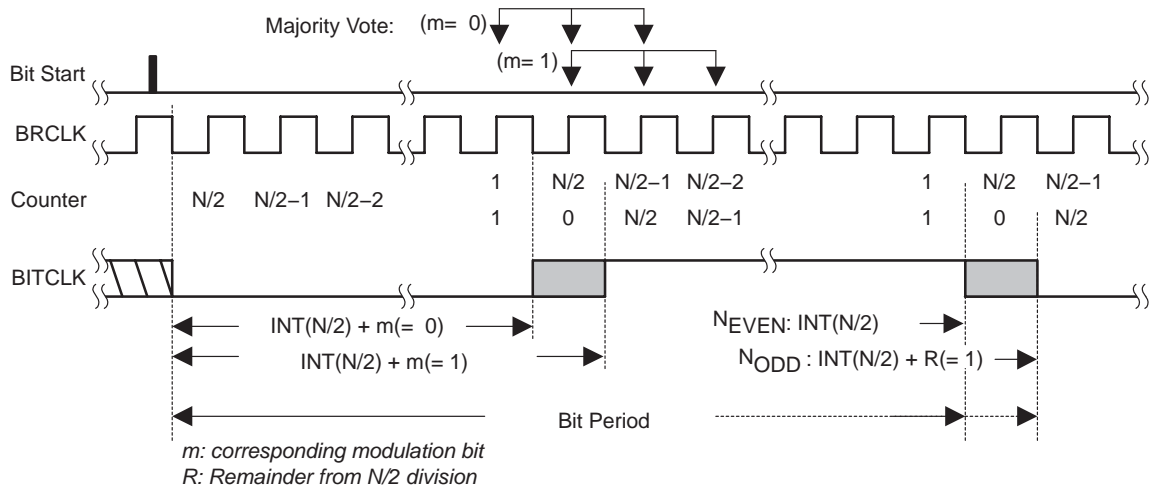 Majority Vote: (m= 0)
(m= 1)
Bit Start
BRCLK
Counter
1 N/2 N/2–1 N/2–2 1 N/2 N/2–1
N/2 N/2–1 N/2–2
1 0 N/2 N/2–1 1 0 N/2
BITCLK
INT(N/2) + m(= 0)
NEVEN: INT(N/2)
INT(N/2) + m(= 1)
NODD : INT(N/2) + R(= 1)
Bit Period
m: corresponding modulation bit
R: Remainder from N/2 division